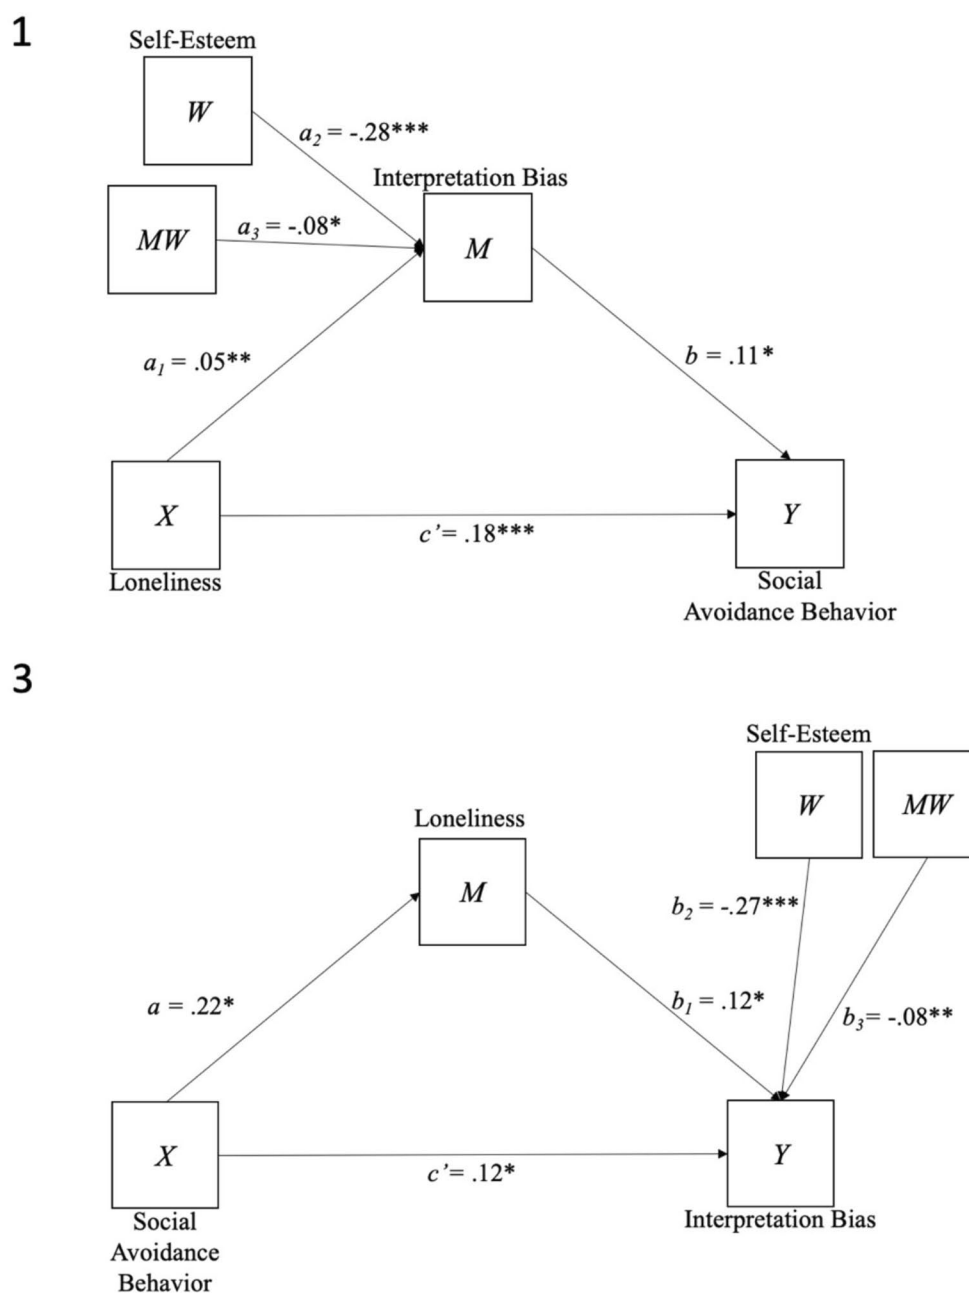 1
Self-Esteem
W
a2 = -.28***
Interpretation Bias
MW
a3 = -.08*
M
a1 = .05**
b = .11*
X
Y
c’= .18***
Loneliness
Social
Avoidance Behavior
3
Self-Esteem
W
MW
Loneliness
M
b2 = -.27***
a = .22*
b1 = .12*
b3= -.08**
X
Y
c’= .12*
Social
Avoidance
Behavior
Interpretation Bias